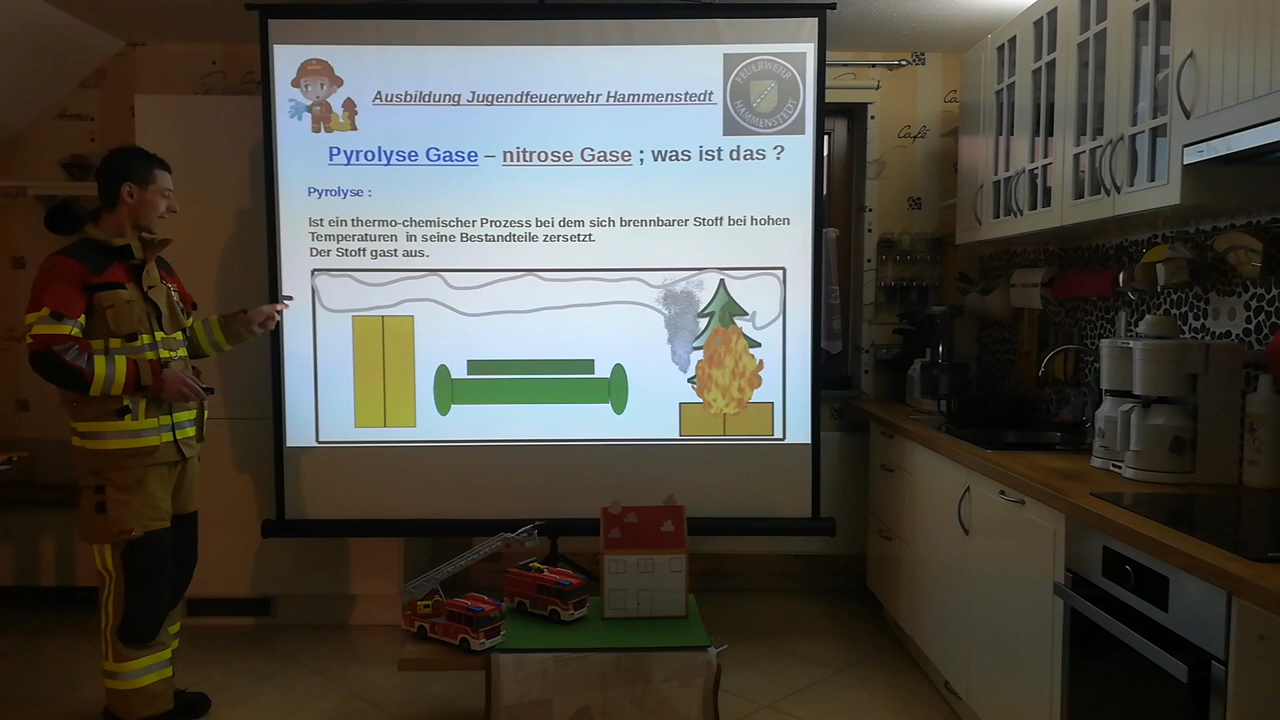 Ausbildung Jugendfeuerwehr Hammenstedt
FEUERWEHR
HAMMENSTEDT
Pyrolyse Gase – nitrose Gase ; was ist das ?
Pyrolyse :
Ist ein thermo-chemischer Prozess bei dem sich brennbarer Stoff bei hohen
Temperaturen in seine Bestandteile zersetzt.
Der Stoff gast aus.
Café